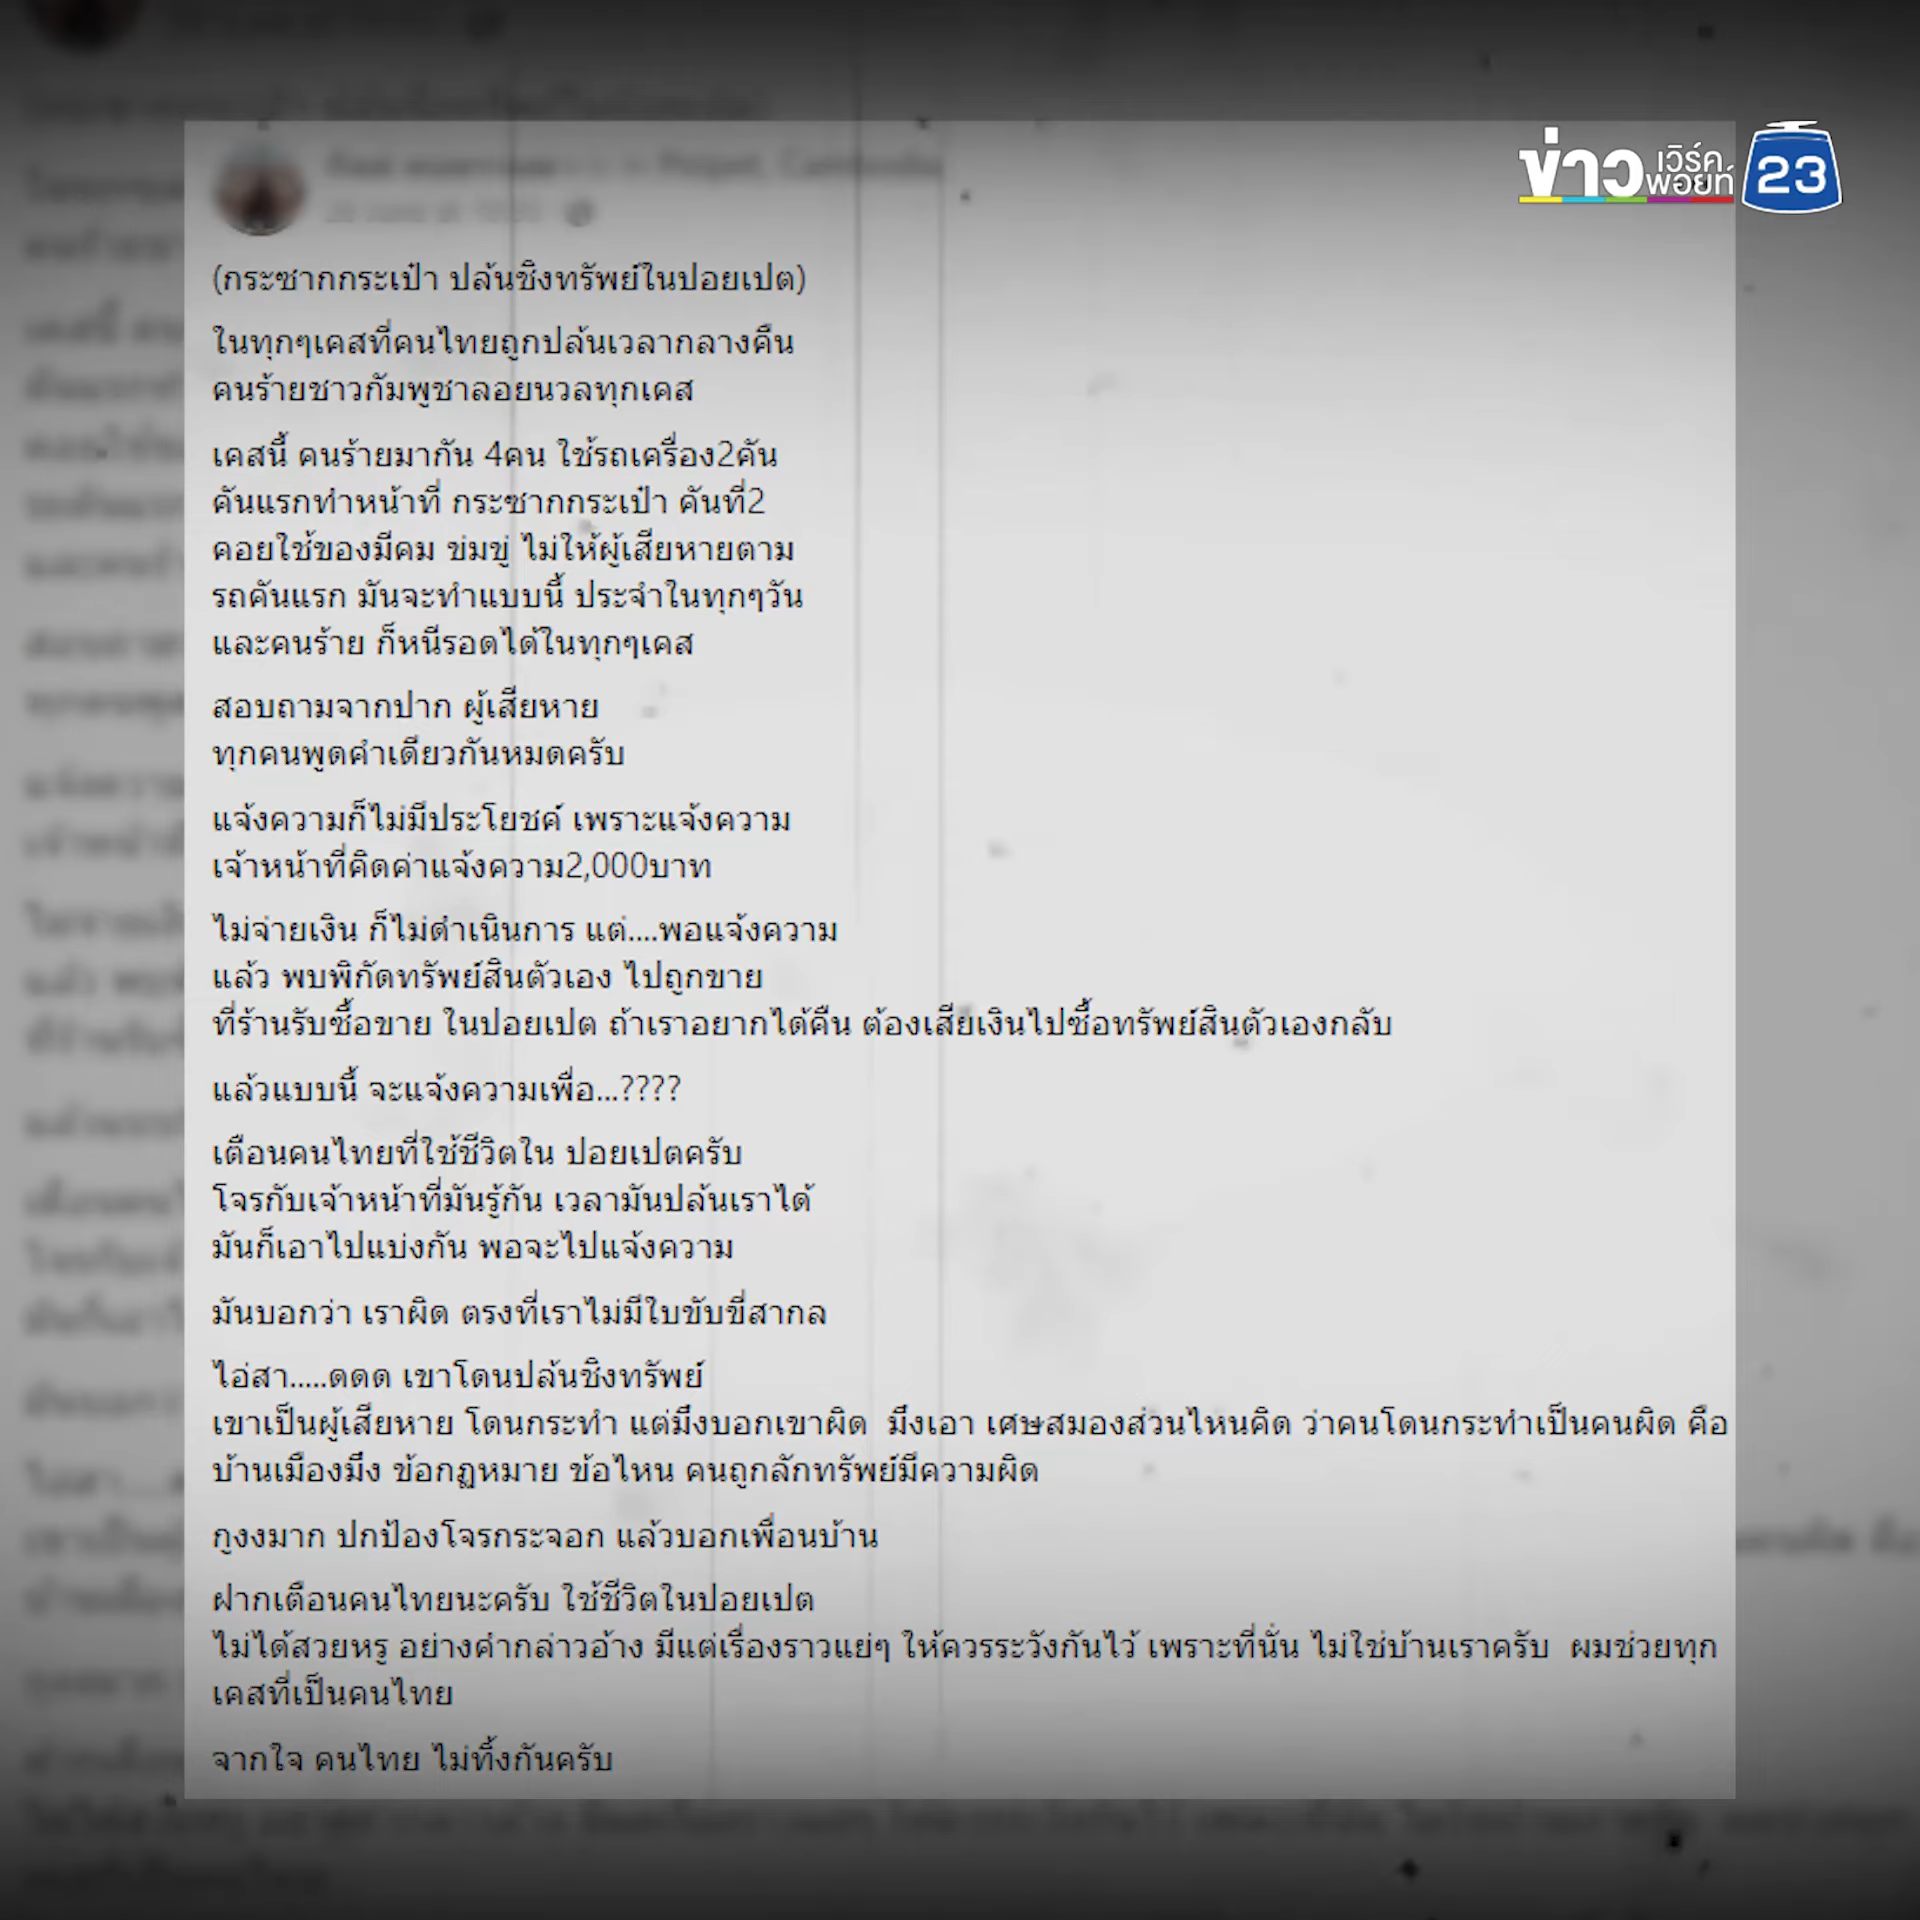 ข่าว เวิร์คพอยท์ 23
(กระชากกระเป๋า ปล้นชิงทรัพย์ในปอยเปต)
ในทุกๆเคสที่คนไทยถูกปล้นเวลากลางคืน
คนร้ายชาวกัมพูชาลอยนวลทุกเคส
เคสนี้ คนร้ายมากัน 4คน ใช้รถเครื่อง2คัน
คันแรกทำหน้าที่ กระชากกระเป๋า คันที่2
คอยใช้ของมีคม ข่มขู่ ไม่ให้ผู้เสียหายตาม
รถคันแรก มันจะทำแบบนี้ ประจำในทุกๆวัน
และคนร้าย ก็หนีรอดได้ในทุกๆเคส
สอบถามจากปาก ผู้เสียหาย
ทุกคนพูดคำเดียวกันหมดครับ
แจ้งความก็ไม่มีประโยชค์ เพราะแจ้งความ
เจ้าหน้าที่คิดค่าแจ้งความ2,000บาท
ไม่จ่ายเงิน ก็ไม่ดำเนินการ แต่....พอแจ้งความ
แล้ว พบพิกัดทรัพย์สินตัวเอง ไปถูกขาย
ที่ร้านรับซื้อขาย ในปอยเปต ถ้าเราอยากได้คืน ต้องเสียเงินไปซื้อทรัพย์สินตัวเองกลับ
แล้วแบบนี้ จะแจ้งความเพื่อ...????
เตือนคนไทยที่ใช้ชีวิตใน ปอยเปตครับ
โจรกับเจ้าหน้าที่มันรู้กัน เวลามันปล้นเราได้
มันก็เอาไปแบ่งกัน พอจะไปแจ้งความ
มันบอกว่า เราผิด ตรงที่เราไม่มีใบขับขี่สากล
ไอ่สา.....ดดด เขาโดนปล้นชิงทรัพย์
เขาเป็นผู้เสียหาย โดนกระทำ แต่มึงบอกเขาผิด มึงเอา เศษสมองส่วนไหนคิด ว่าคนโดนกระทำเป็นคนผิด คือ
บ้านเมืองมึง ข้อกฏหมาย ข้อไหน คนถูกลักทรัพย์มีความผิด
กูงงมาก ปกป้องโจรกระจอก แล้วบอกเพื่อนบ้าน
ฝากเตือนคนไทยนะครับ ใช้ชีวิตในปอยเปต
ไม่ได้สวยหรู อย่างคำกล่าวอ้าง มีแต่เรื่องราวแย่ๆ ให้ควรระวังกันไว้ เพราะที่นั่น ไม่ใช่บ้านเราครับ ผมช่วยทุก
เคสที่เป็นคนไทย
จากใจ คนไทย ไม่ทิ้งกันครับ